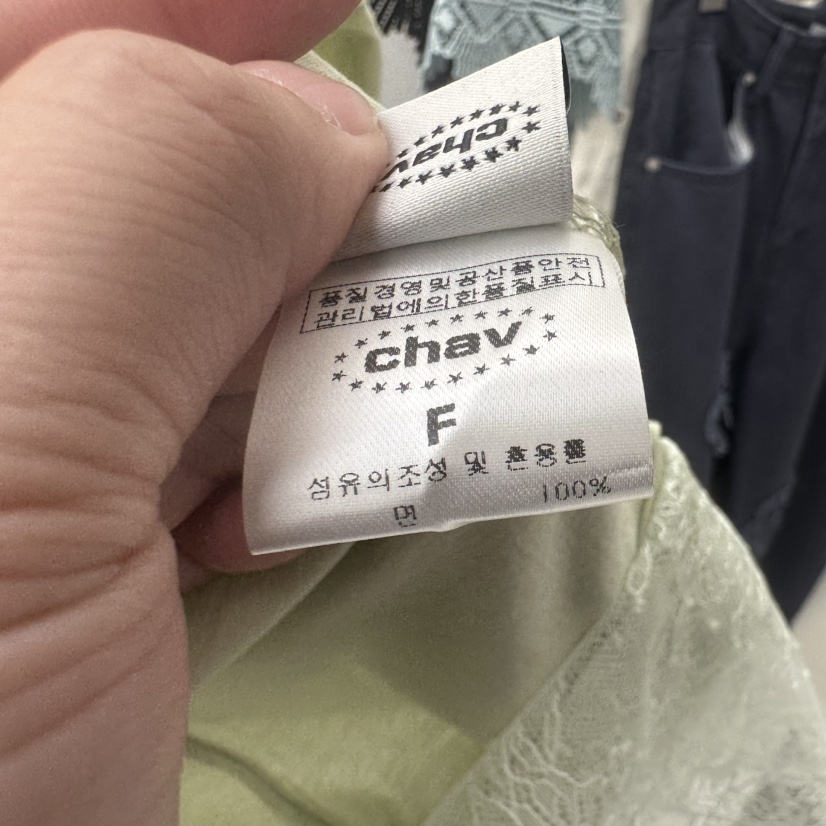 chav
품질경영및공산품안전
관리법에의한품질표시
chav
F
섬유의조성 및 혼용률
면 100%